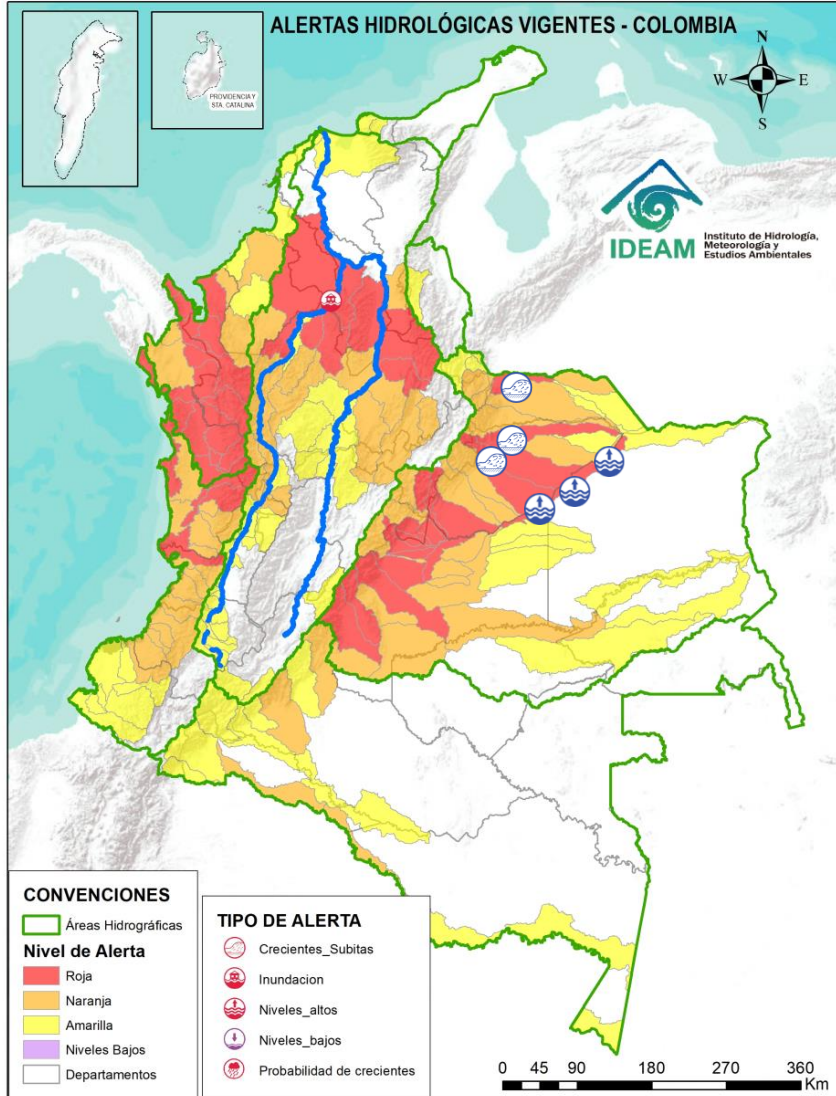 ALERTAS HIDROLÓGICAS VIGENTES - COLOMBIA
PROVIDENCIA Y
STA. CATALINA
N
W
E
S
IDEAM
Instituto de Hidrología,
Meteorología y
Estudios Ambientales
CONVENCIONES
Áreas Hidrográficas
Nivel de Alerta
Roja
Naranja
Amarilla
Niveles Bajos
Departamentos
TIPO DE ALERTA
Crecientes_Subitas
Inundacion
Niveles_altos
Niveles_bajos
Probabilidad de crecientes
0 45 90 180 270 360
Km